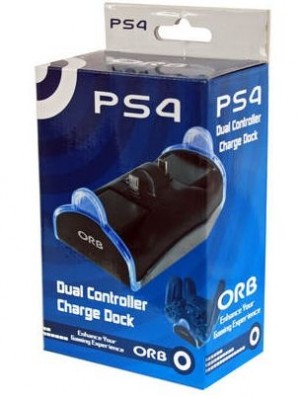 PS4
ORB
Dual Controller
Charge Dock
Enhance Your
Gaming Experience
ORB
PS4
Dual Controller
Charge Dock
ORB
Enhance Your
Gaming Experience